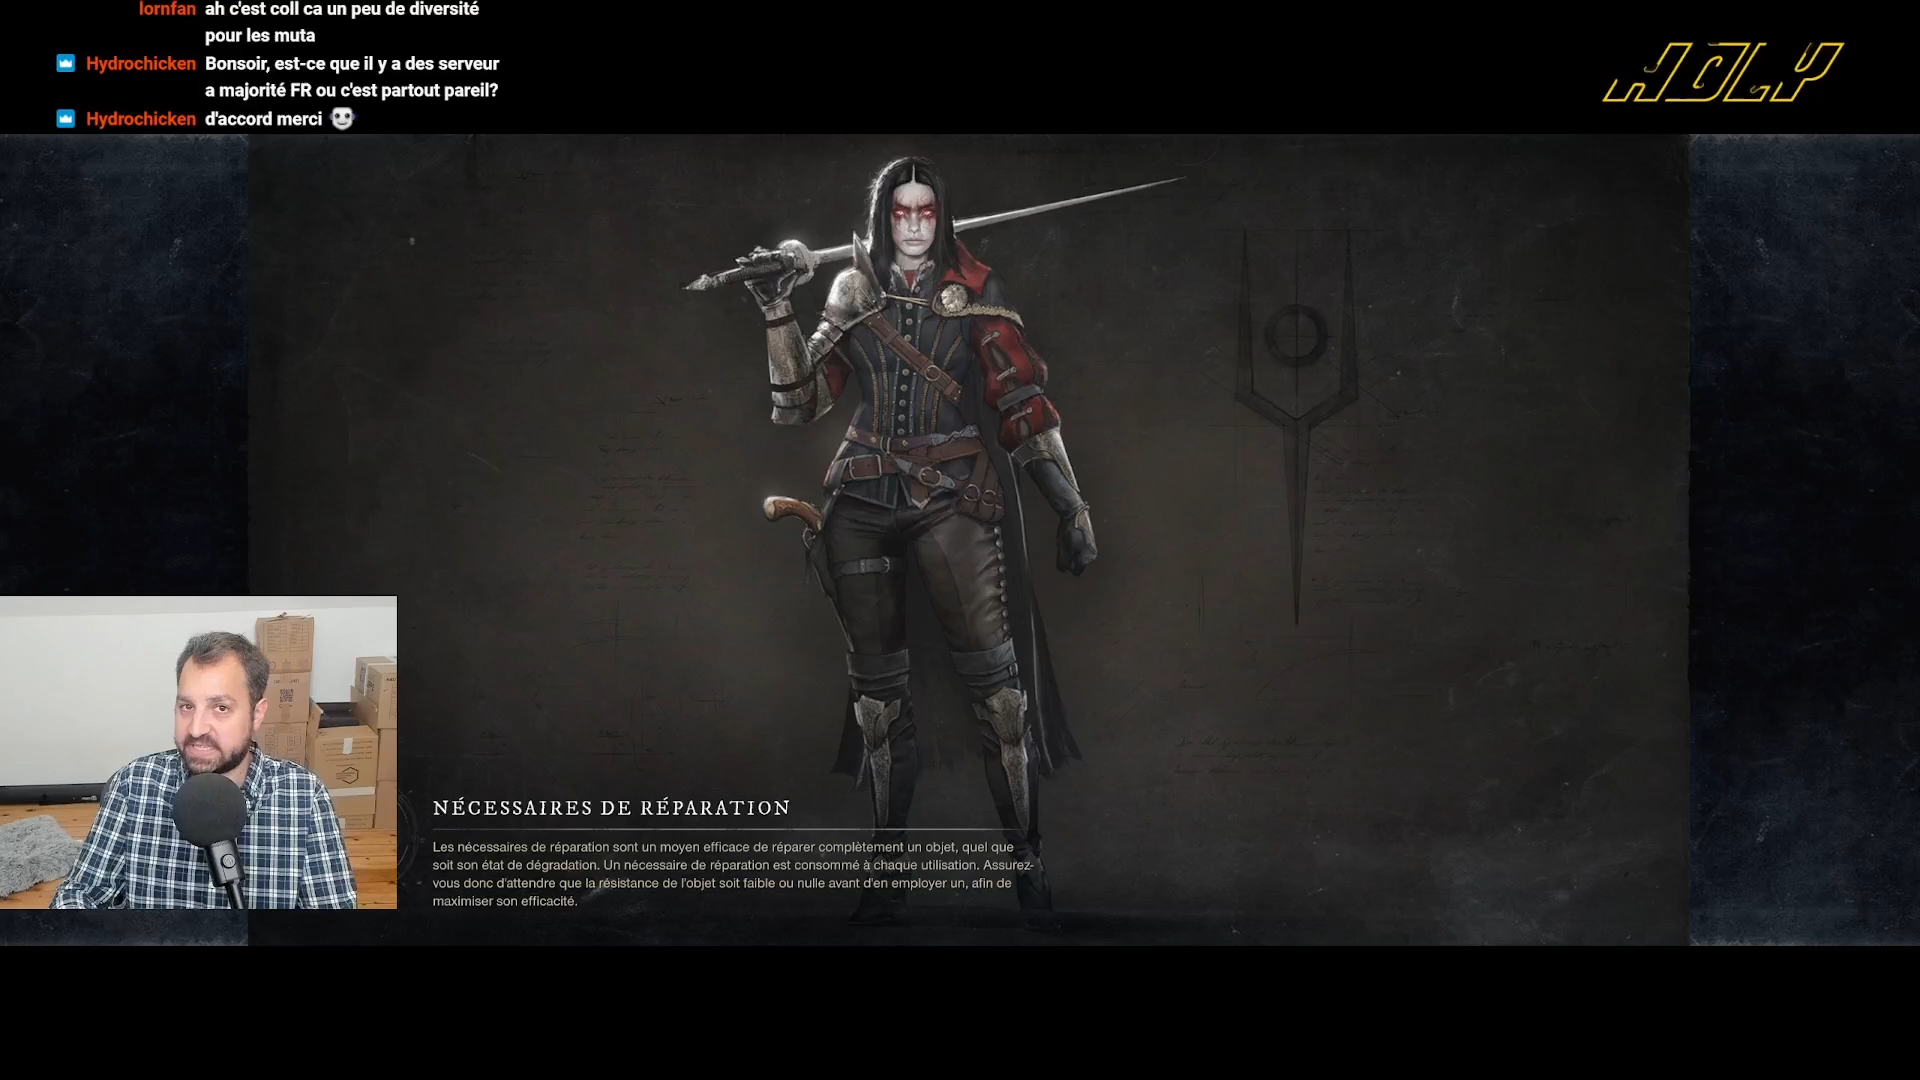 lornfan ah c'est coll ca un peu de diversité
pour les muta
Hydrochicken Bonsoir, est-ce que il y a des serveur
a majorité FR ou c'est partout pareil?
Hydrochicken d'accord merci
NÉCESSAIRES DE RÉPARATION
Les nécessaires de réparation sont un moyen efficace de réparer complètement un objet, quel que
soit son état de dégradation. Un nécessaire de réparation est consommé à chaque utilisation. Assurez-
vous donc d'attendre que la résistance de l'objet soit faible ou nulle avant d'en employer un, afin de
maximiser son efficacité.